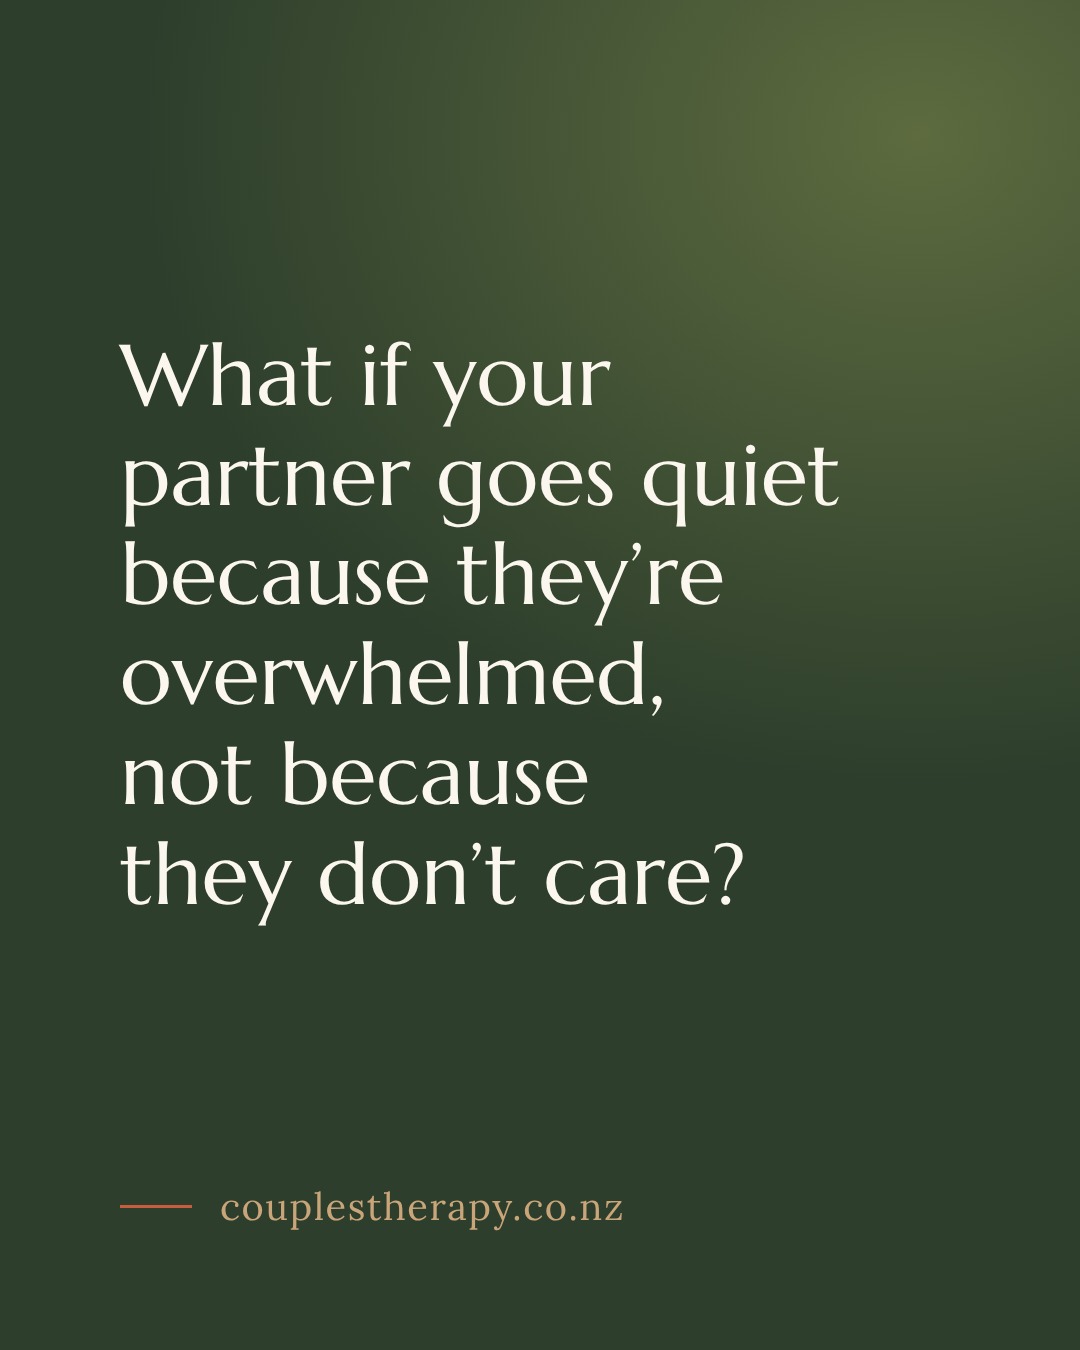 What if your
partner goes quiet
because they’re
overwhelmed,
not because
they don’t care?
couplestherapy.co.nz